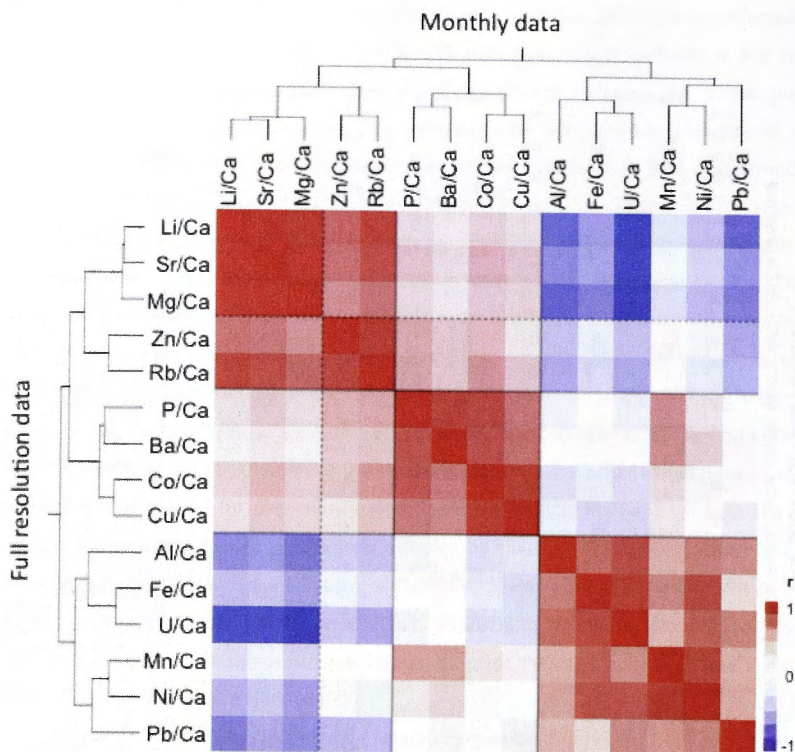 Monthly data
Li/Ca
Sr/Ca
Mg/Ca
Zn/Ca
Rb/Ca
P/Ca
Ba/Ca
Co/Ca
Cu/Ca
Al/Ca
Fe/Ca
U/Ca
Mn/Ca
Ni/Ca
Pb/Ca
Full resolution data
Li/Ca
Sr/Ca
Mg/Ca
Zn/Ca
Rb/Ca
P/Ca
Ba/Ca
Co/Ca
Cu/Ca
Al/Ca
Fe/Ca
U/Ca
Mn/Ca
Ni/Ca
Pb/Ca
r
1
0
-1